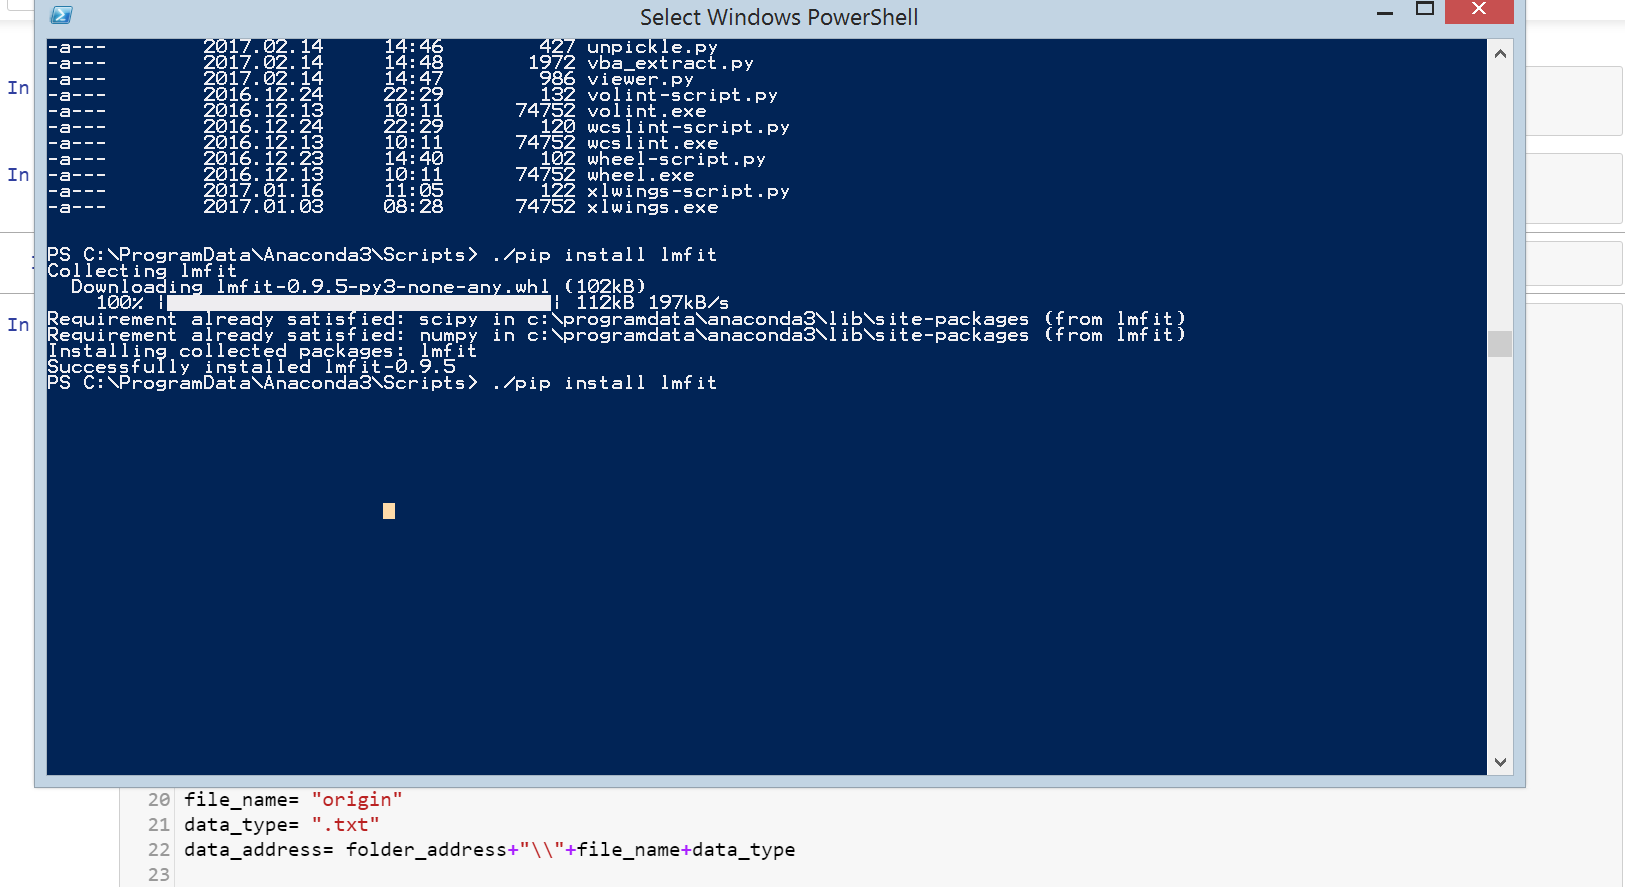 Select Windows PowerShell
-a--- 2017.02.14 14:46 427 unpickle.py
-a--- 2017.02.14 14:48 1972 vba_extract.py
-a--- 2017.02.14 14:47 986 viewer.py
-a--- 2016.12.24 22:29 132 volint-script.py
-a--- 2016.12.13 10:11 74752 volint.exe
-a--- 2016.12.24 22:29 120 wcslint-script.py
-a--- 2016.12.13 10:11 74752 wcslint.exe
-a--- 2016.12.23 14:40 102 wheel-script.py
-a--- 2016.12.13 10:11 74752 wheel.exe
-a--- 2017.01.16 11:05 122 xlwings-script.py
-a--- 2017.01.03 08:28 74752 xlwings.exe
PS C:\ProgramData\Anaconda3\Scripts> ./pip install lmfit
Collecting lmfit
Downloading lmfit-0.9.5-py3-none-any.whl (102kB)
100% | | 112kB 197kB/s
Requirement already satisfied: scipy in c:\programdata\anaconda3\lib\site-packages (from lmfit)
Requirement already satisfied: numpy in c:\programdata\anaconda3\lib\site-packages (from lmfit)
Installing collected packages: lmfit
Successfully installed lmfit-0.9.5
PS C:\ProgramData\Anaconda3\Scripts> ./pip install lmfit
In
In
In
20 file_name= "origin"
21 data_type= ".txt"
22 data_address= folder_address+"\\"+file_name+data_type
23